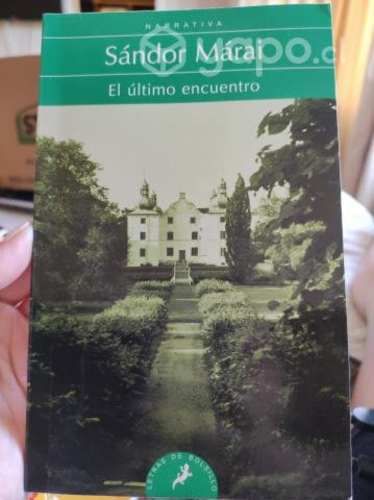 NARRATIVA
Sándor Márai
yapo.cl
El último encuentro
LETRAS DE BOLSILLO